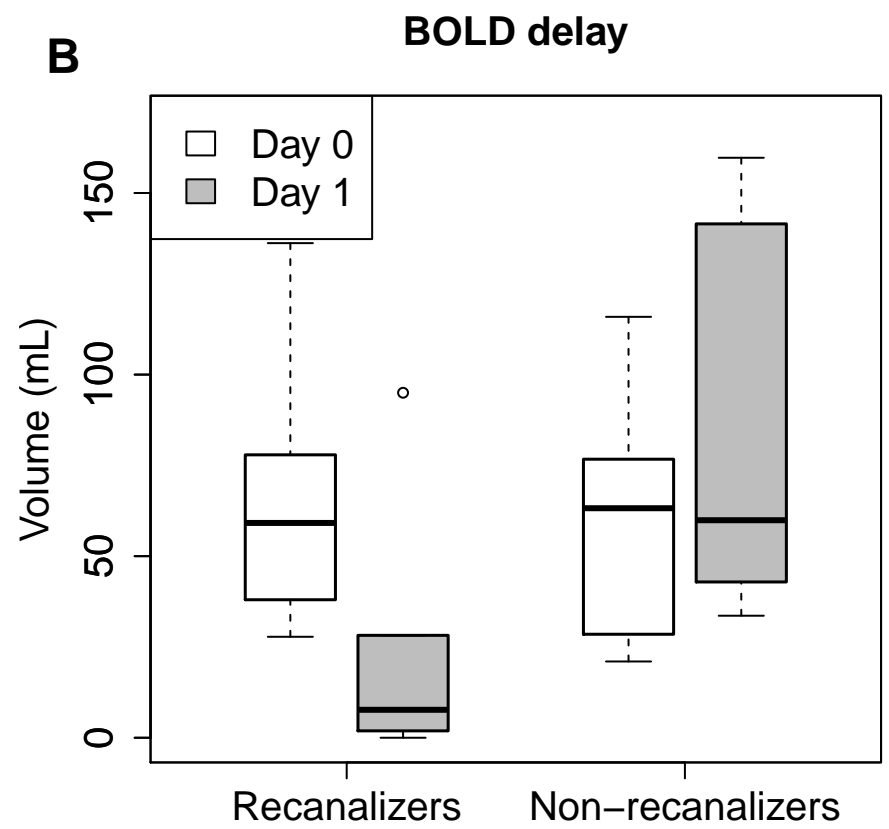 B
BOLD delay
Day 0
Day 1
Volume (mL)
150
100
50
0
Recanalizers
Non−recanalizers